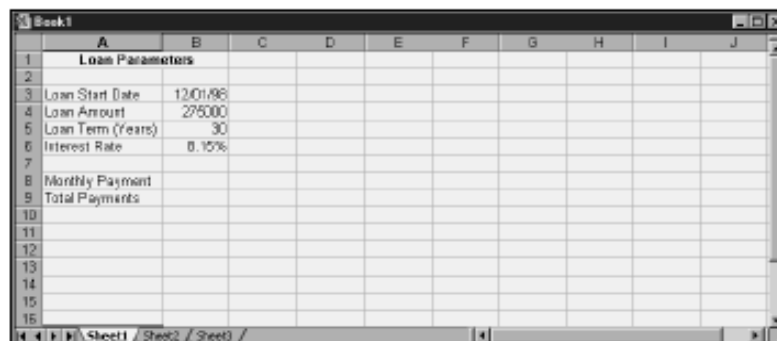 Book1
A B C D E F G H I J
1 Loan Parameters
2
3 Loan Start Date 12/01/98
4 Loan Amount 275000
5 Loan Term (Years) 30
6 Interest Rate 8.15%
7
8 Monthly Payment
9 Total Payments
10
11
12
13
14
15
16
Sheet1 / Sheet2 / Sheet3 /